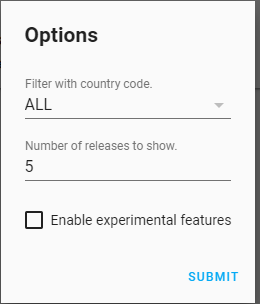 Options
Filter with country code.
ALL
Number of releases to show.
5
Enable experimental features
SUBMIT